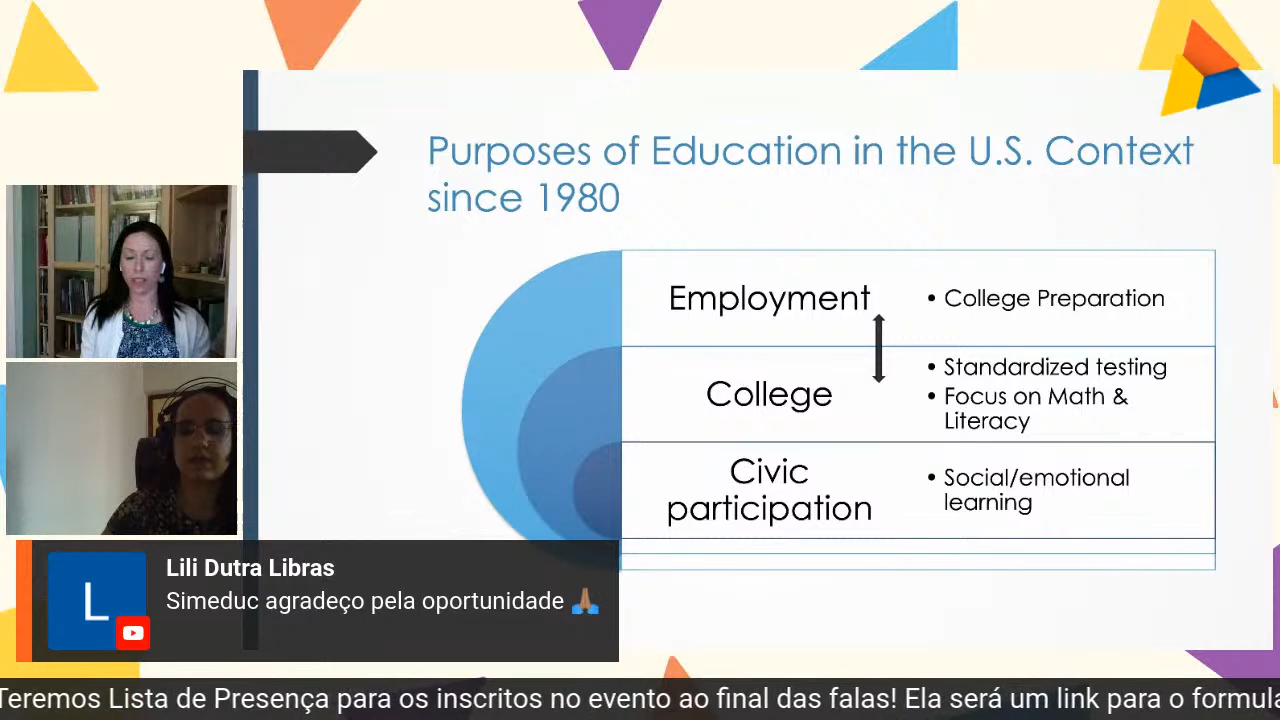 Purposes of Education in the U.S. Context
since 1980
Employment
• College Preparation
College
• Standardized testing
• Focus on Math &
Literacy
Civic
participation
• Social/emotional
learning
L
Lili Dutra Libras
Simeduc agradeço pela oportunidade 🙏🏽
Teremos Lista de Presença para os inscritos no evento ao final das falas! Ela será um link para o formula